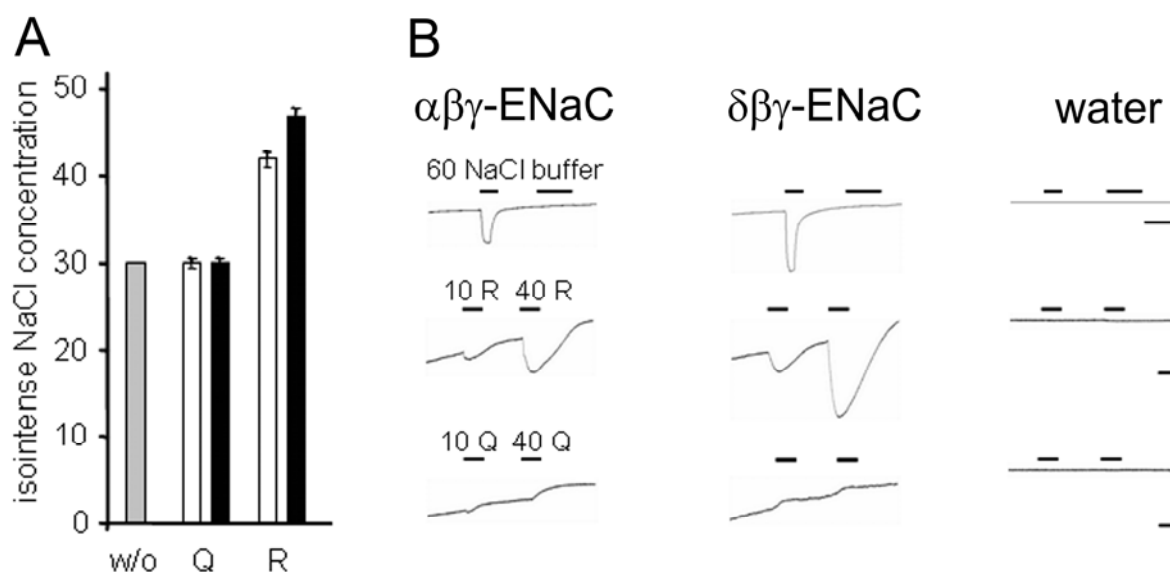 A
isointense NaCl concentration
50
40
30
20
10
0
w/o Q R
B
αβγ-ENaC δβγ-ENaC water
60 NaCl buffer
10 R 40 R
10 Q 40 Q